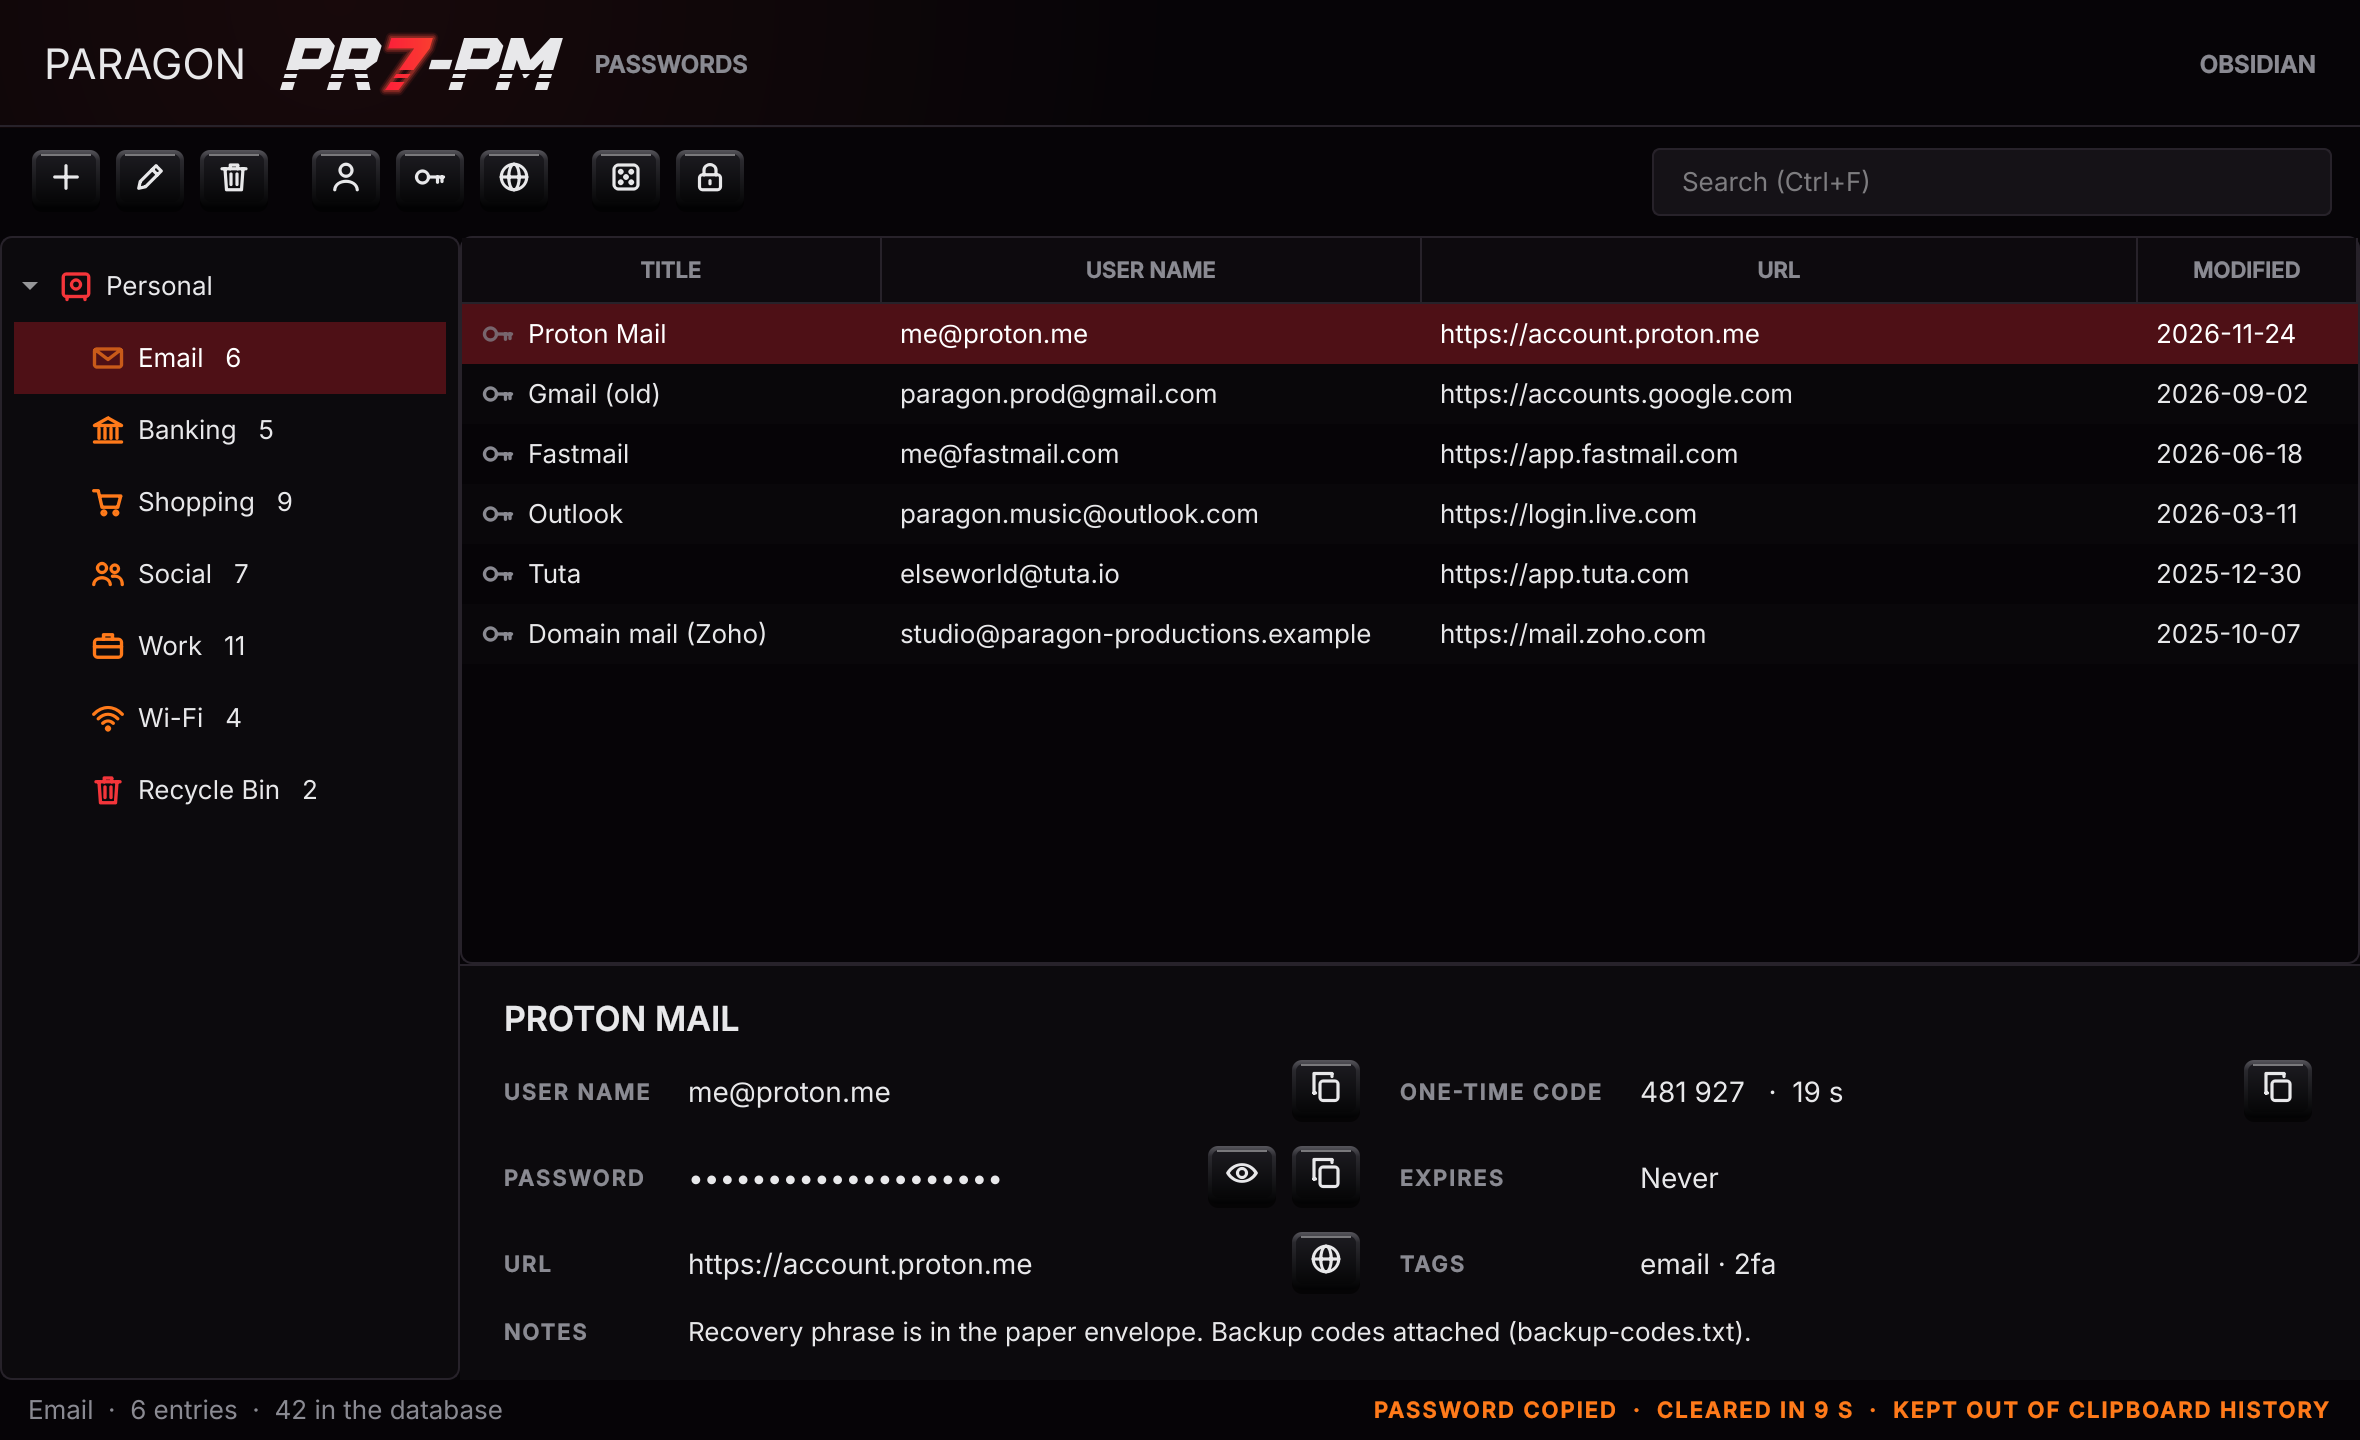 PARAGON PR7-PM PASSWORDS OBSIDIAN
Search (Ctrl+F)
Personal
Email 6
Banking 5
Shopping 9
Social 7
Work 11
Wi-Fi 4
Recycle Bin 2
TITLE USER NAME URL MODIFIED
Proton Mail me@proton.me https://account.proton.me 2026-11-24
Gmail (old) paragon.prod@gmail.com https://accounts.google.com 2026-09-02
Fastmail me@fastmail.com https://app.fastmail.com 2026-06-18
Outlook paragon.music@outlook.com https://login.live.com 2026-03-11
Tuta elseworld@tuta.io https://app.tuta.com 2025-12-30
Domain mail (Zoho) studio@paragon-productions.example https://mail.zoho.com 2025-10-07
PROTON MAIL
USER NAME me@proton.me ONE-TIME CODE 481 927 · 19 s
PASSWORD •••••••••••••••••••• EXPIRES Never
URL https://account.proton.me TAGS email · 2fa
NOTES Recovery phrase is in the paper envelope. Backup codes attached (backup-codes.txt).
Email · 6 entries · 42 in the database PASSWORD COPIED · CLEARED IN 9 S · KEPT OUT OF CLIPBOARD HISTORY